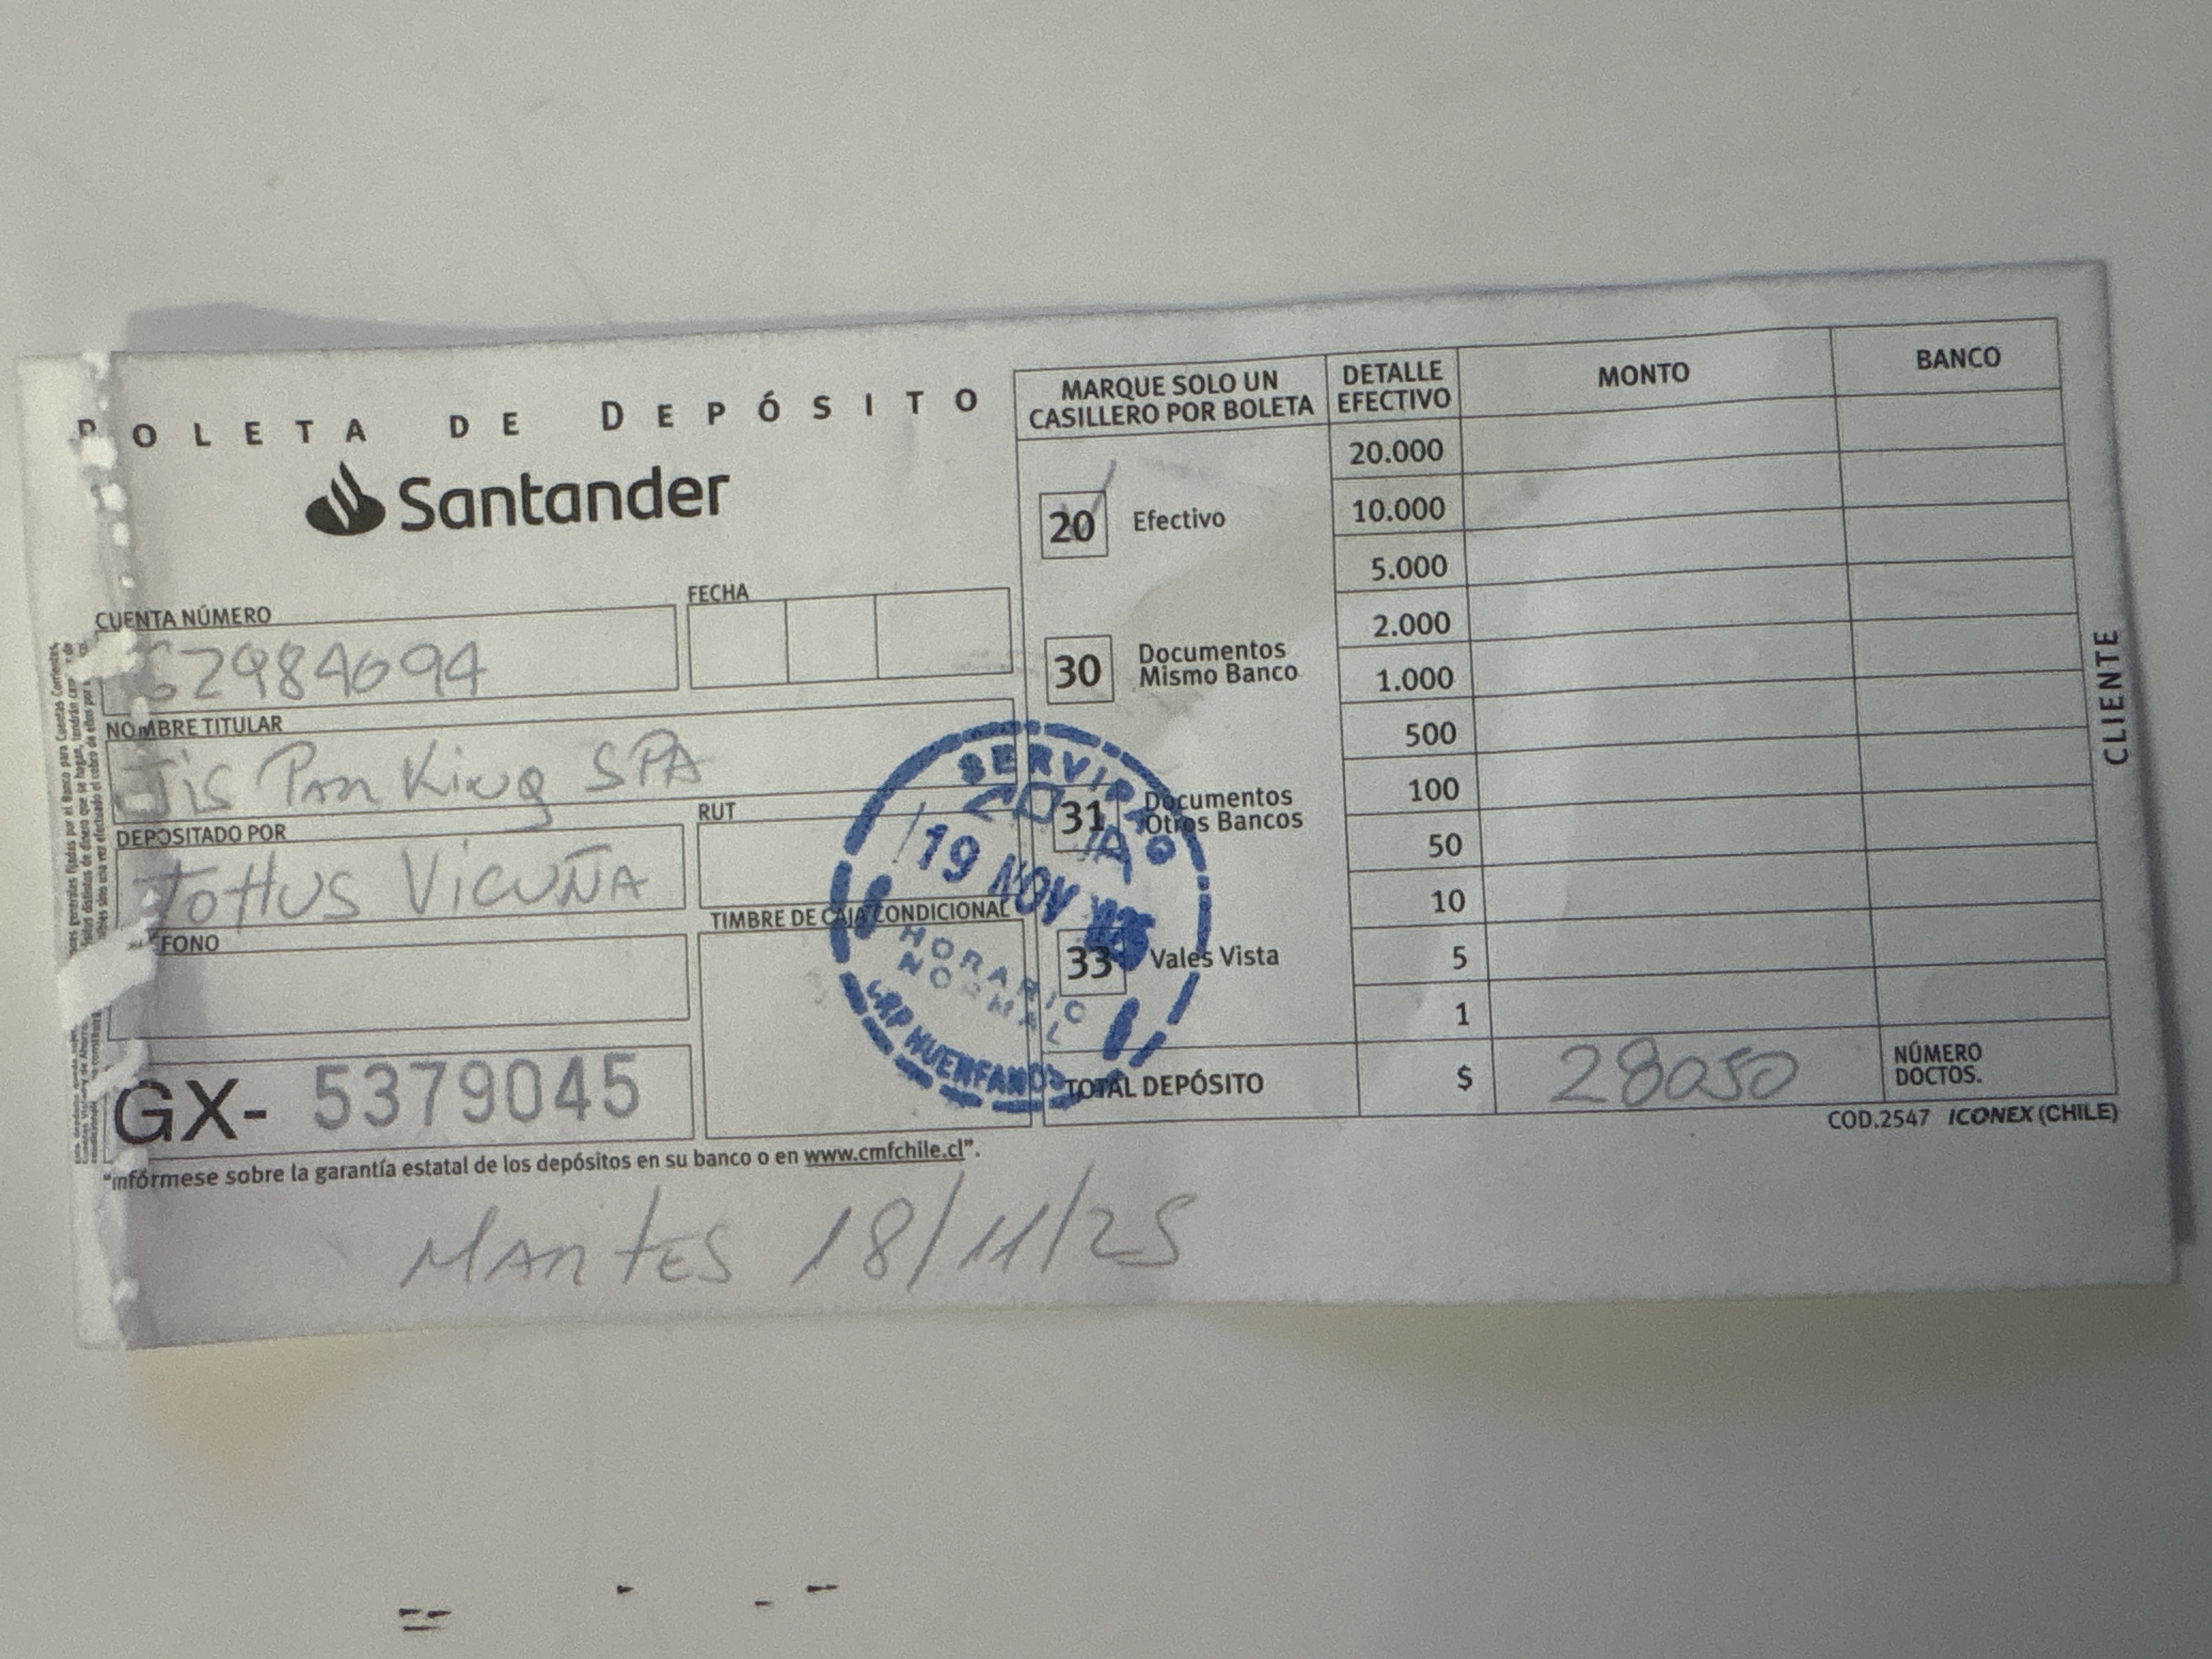 BOLETA DE DEPÓSITO
Santander
CUENTA NÚMERO
62984694
FECHA
NOMBRE TITULAR
Jis Parking SPA
DEPOSITADO POR
Tottus Vicuña
RUT
FONO
TIMBRE DE CAJA CONDICIONAL
GX- 5379045
"Infórmese sobre la garantía estatal de los depósitos en su banco o en www.cmfchile.cl".
MARQUE SOLO UN
CASILLERO POR BOLETA
20 Efectivo
30 Documentos
Mismo Banco
31 Documentos
Otros Bancos
33 Vales Vista
TOTAL DEPÓSITO
DETALLE
EFECTIVO
MONTO
BANCO
20.000
10.000
5.000
2.000
1.000
500
100
50
10
5
1
$ 28050
NÚMERO
DOCTOS.
COD.2547 ICONEX (CHILE)
CLIENTE
19 NOV
HORARIO
NORMAL
HUERFANOS
Martes 18/11/25